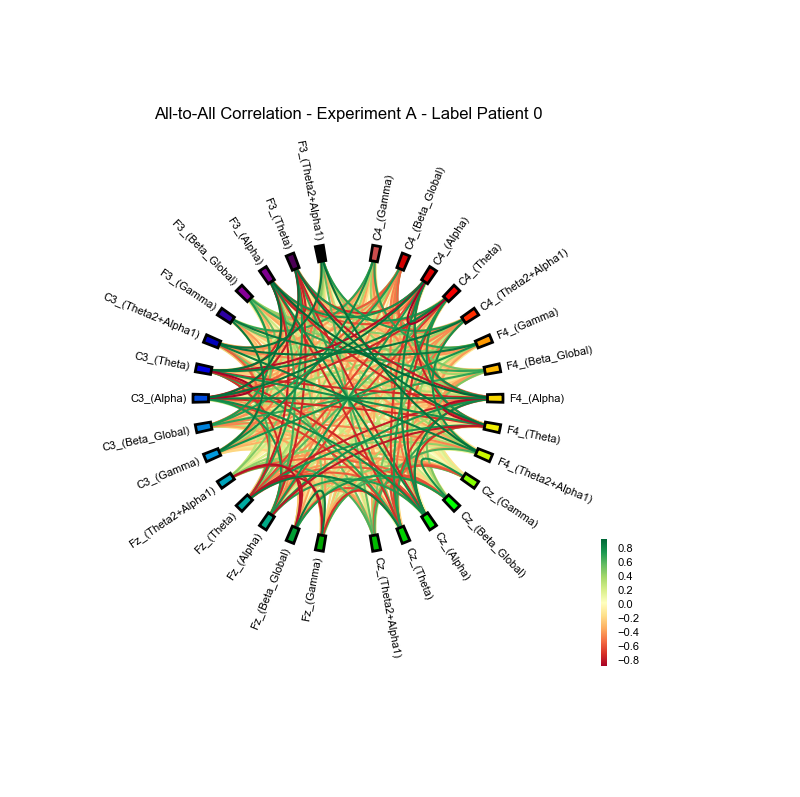 All-to-All Correlation - Experiment A - Label Patient 0
F3_(Theta2+Alpha1)
F3_(Theta)
F3_(Alpha)
F3_(Beta_Global)
F3_(Gamma)
C3_(Theta2+Alpha1)
C3_(Theta)
C3_(Alpha)
C3_(Beta_Global)
C3_(Gamma)
Fz_(Theta2+Alpha1)
Fz_(Theta)
Fz_(Alpha)
Fz_(Beta_Global)
Fz_(Gamma)
Cz_(Theta2+Alpha1)
Cz_(Theta)
Cz_(Alpha)
Cz_(Beta_Global)
Cz_(Gamma)
F4_(Theta2+Alpha1)
F4_(Theta)
F4_(Alpha)
F4_(Beta_Global)
F4_(Gamma)
C4_(Theta2+Alpha1)
C4_(Theta)
C4_(Alpha)
C4_(Beta_Global)
C4_(Gamma)
0.8
0.6
0.4
0.2
0.0
−0.2
−0.4
−0.6
−0.8